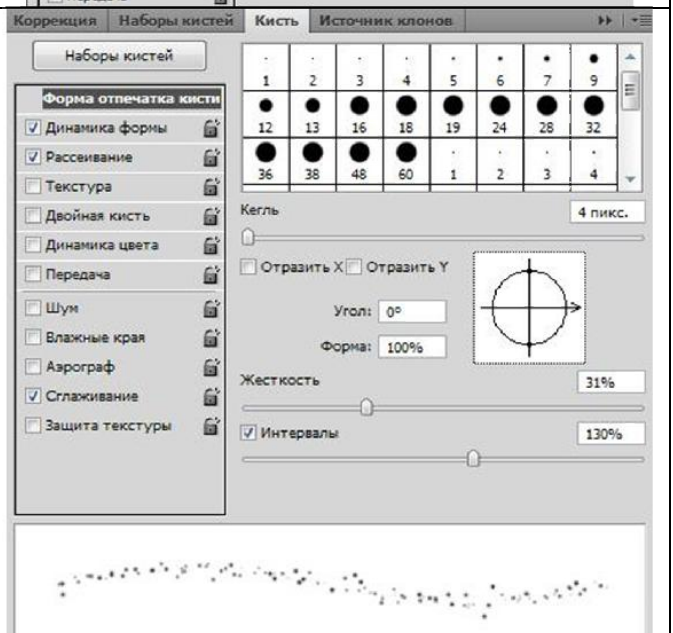 Коррекция Наборы кистей Кисть Источник клонов
Наборы кистей
Форма отпечатка кисти
Динамика формы
Рассеивание
Текстура
Двойная кисть
Динамика цвета
Передача
Шум
Влажные края
Аэрограф
Сглаживание
Защита текстуры
1 2 3 4 5 6 7 9
12 13 16 18 19 24 28 32
36 38 48 60 1 2 3 4
Кегль 4 пикс.
Отразить X Отразить Y
Угол: 0º
Форма: 100%
Жесткость 31%
Интервалы 130%